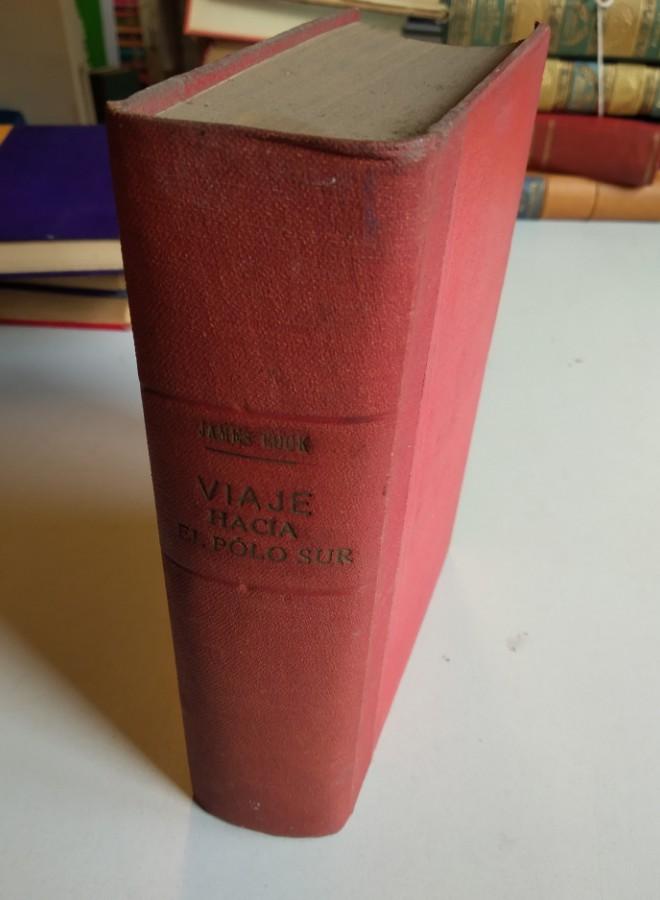 JAMES COOK
VIAJE
HACÍA
EL PÓLO SUR